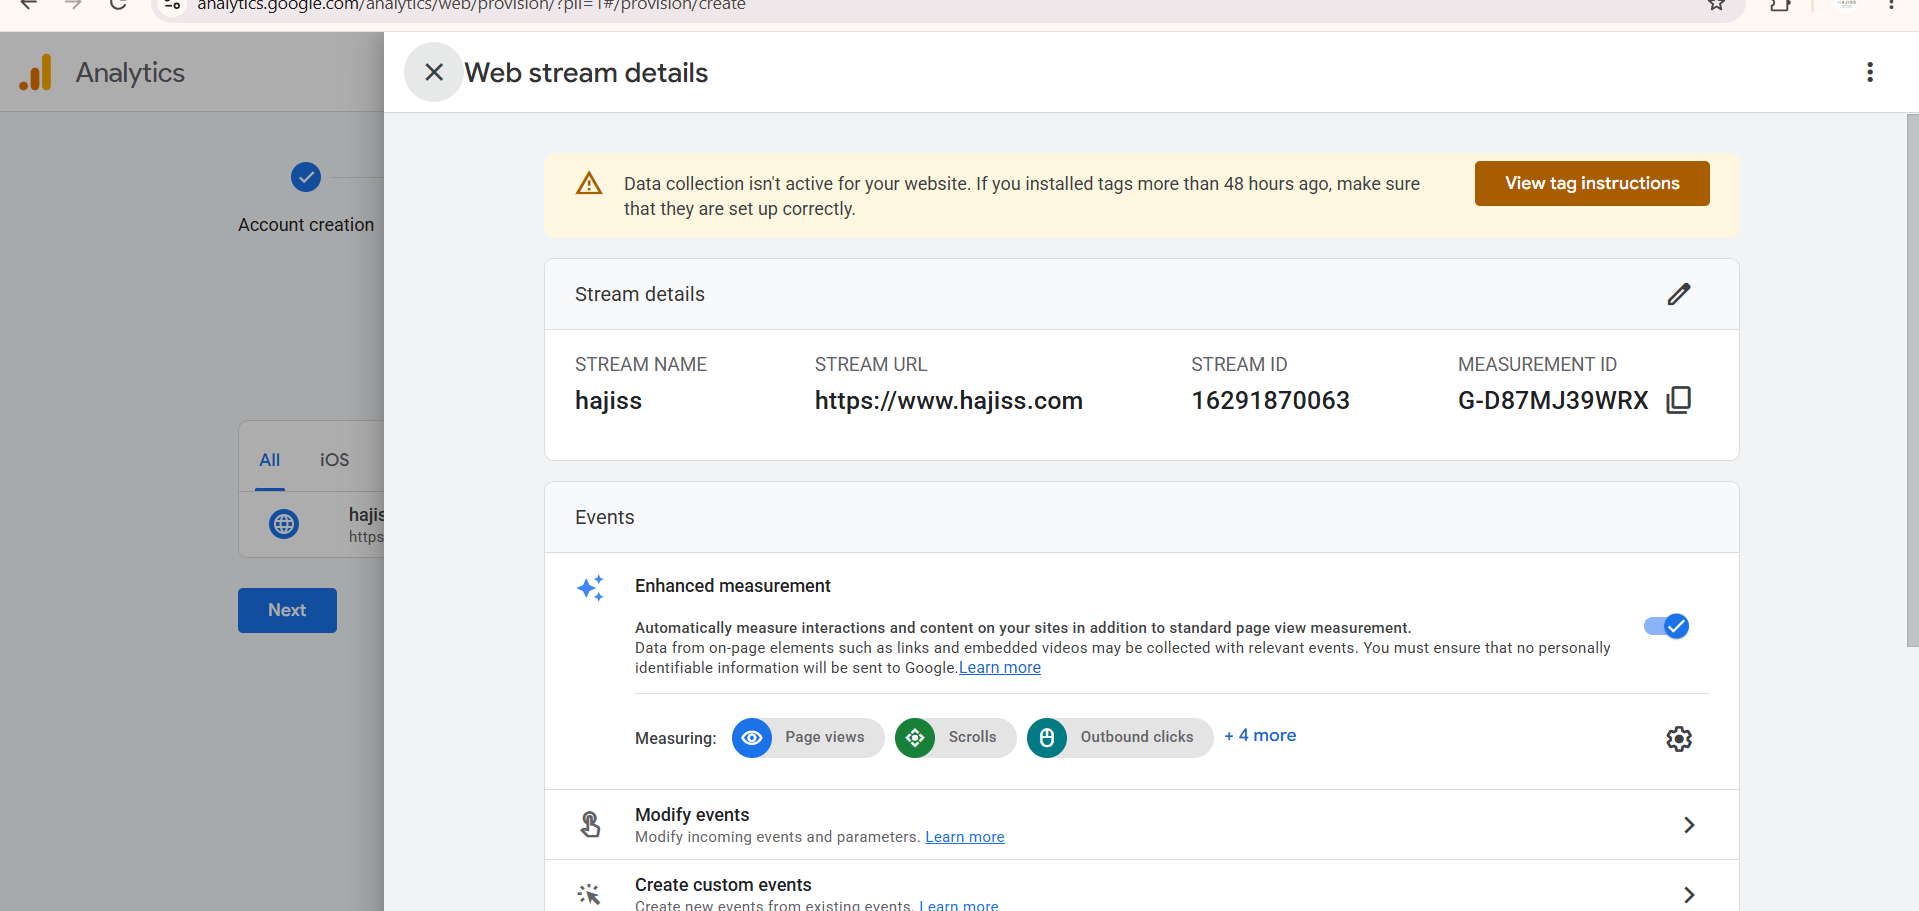 analytics.google.com/analytics/web/provision/?pli=1#/provision/create
Analytics
Web stream details
Account creation
Data collection isn't active for your website. If you installed tags more than 48 hours ago, make sure
that they are set up correctly.
View tag instructions
Stream details
STREAM NAME
STREAM URL
STREAM ID
MEASUREMENT ID
hajiss
https://www.hajiss.com
16291870063
G-D87MJ39WRX
All
iOS
hajis
https
Next
Events
Enhanced measurement
Automatically measure interactions and content on your sites in addition to standard page view measurement.
Data from on-page elements such as links and embedded videos may be collected with relevant events. You must ensure that no personally
identifiable information will be sent to Google.Learn more
Measuring:
Page views
Scrolls
Outbound clicks
+ 4 more
Modify events
Modify incoming events and parameters. Learn more
Create custom events
Create new events from existing events. Learn more